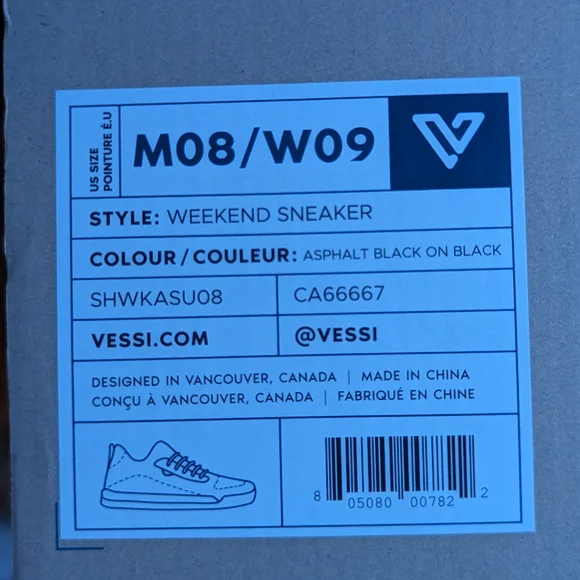 US SIZE
POINTURE É.U
M08/W09
STYLE: WEEKEND SNEAKER
COLOUR/COULEUR: ASPHALT BLACK ON BLACK
SHWKASU08
CA66667
VESSI.COM
@VESSI
DESIGNED IN VANCOUVER, CANADA | MADE IN CHINA
CONÇU À VANCOUVER, CANADA | FABRIQUÉ EN CHINE
8 05080 00782 2